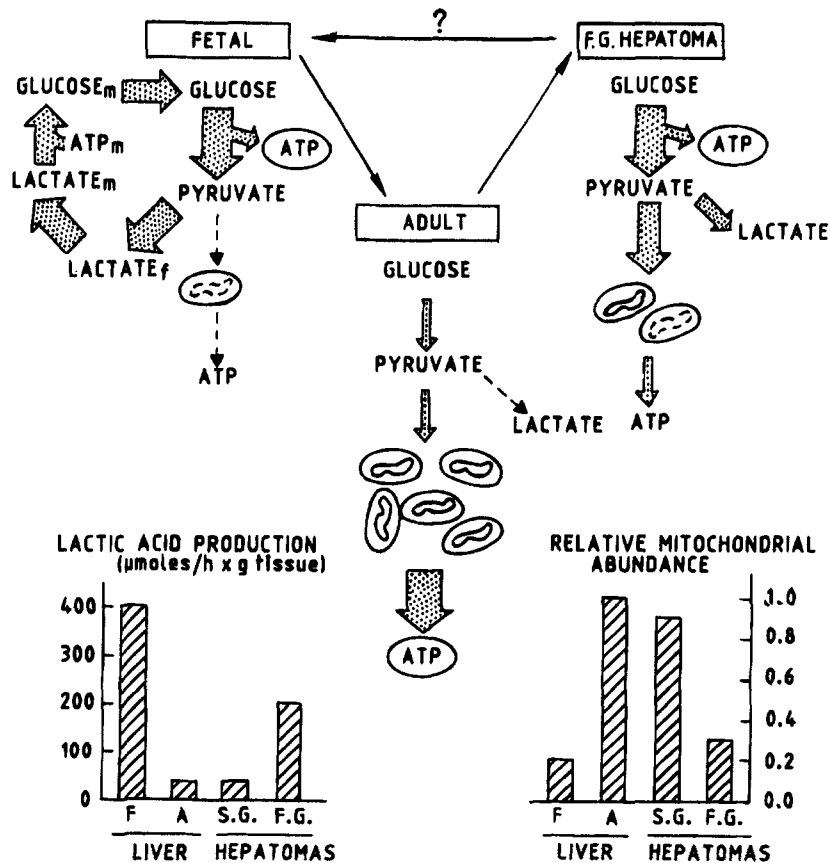 ?
FETAL
F.G. HEPATOMA
GLUCOSEm
GLUCOSE
ATPm
ATP
LACTATEm
PYRUVATE
LACTATEf
ATP
GLUCOSE
ATP
PYRUVATE
LACTATE
ATP
ADULT
GLUCOSE
PYRUVATE
LACTATE
ATP
LACTIC ACID PRODUCTION
(µmoles/h x g tissue)
400
300
200
100
0
F A S.G. F.G.
LIVER HEPATOMAS
RELATIVE MITOCHONDRIAL
ABUNDANCE
1.0
0.8
0.6
0.4
0.2
0.0
F A S.G. F.G.
LIVER HEPATOMAS